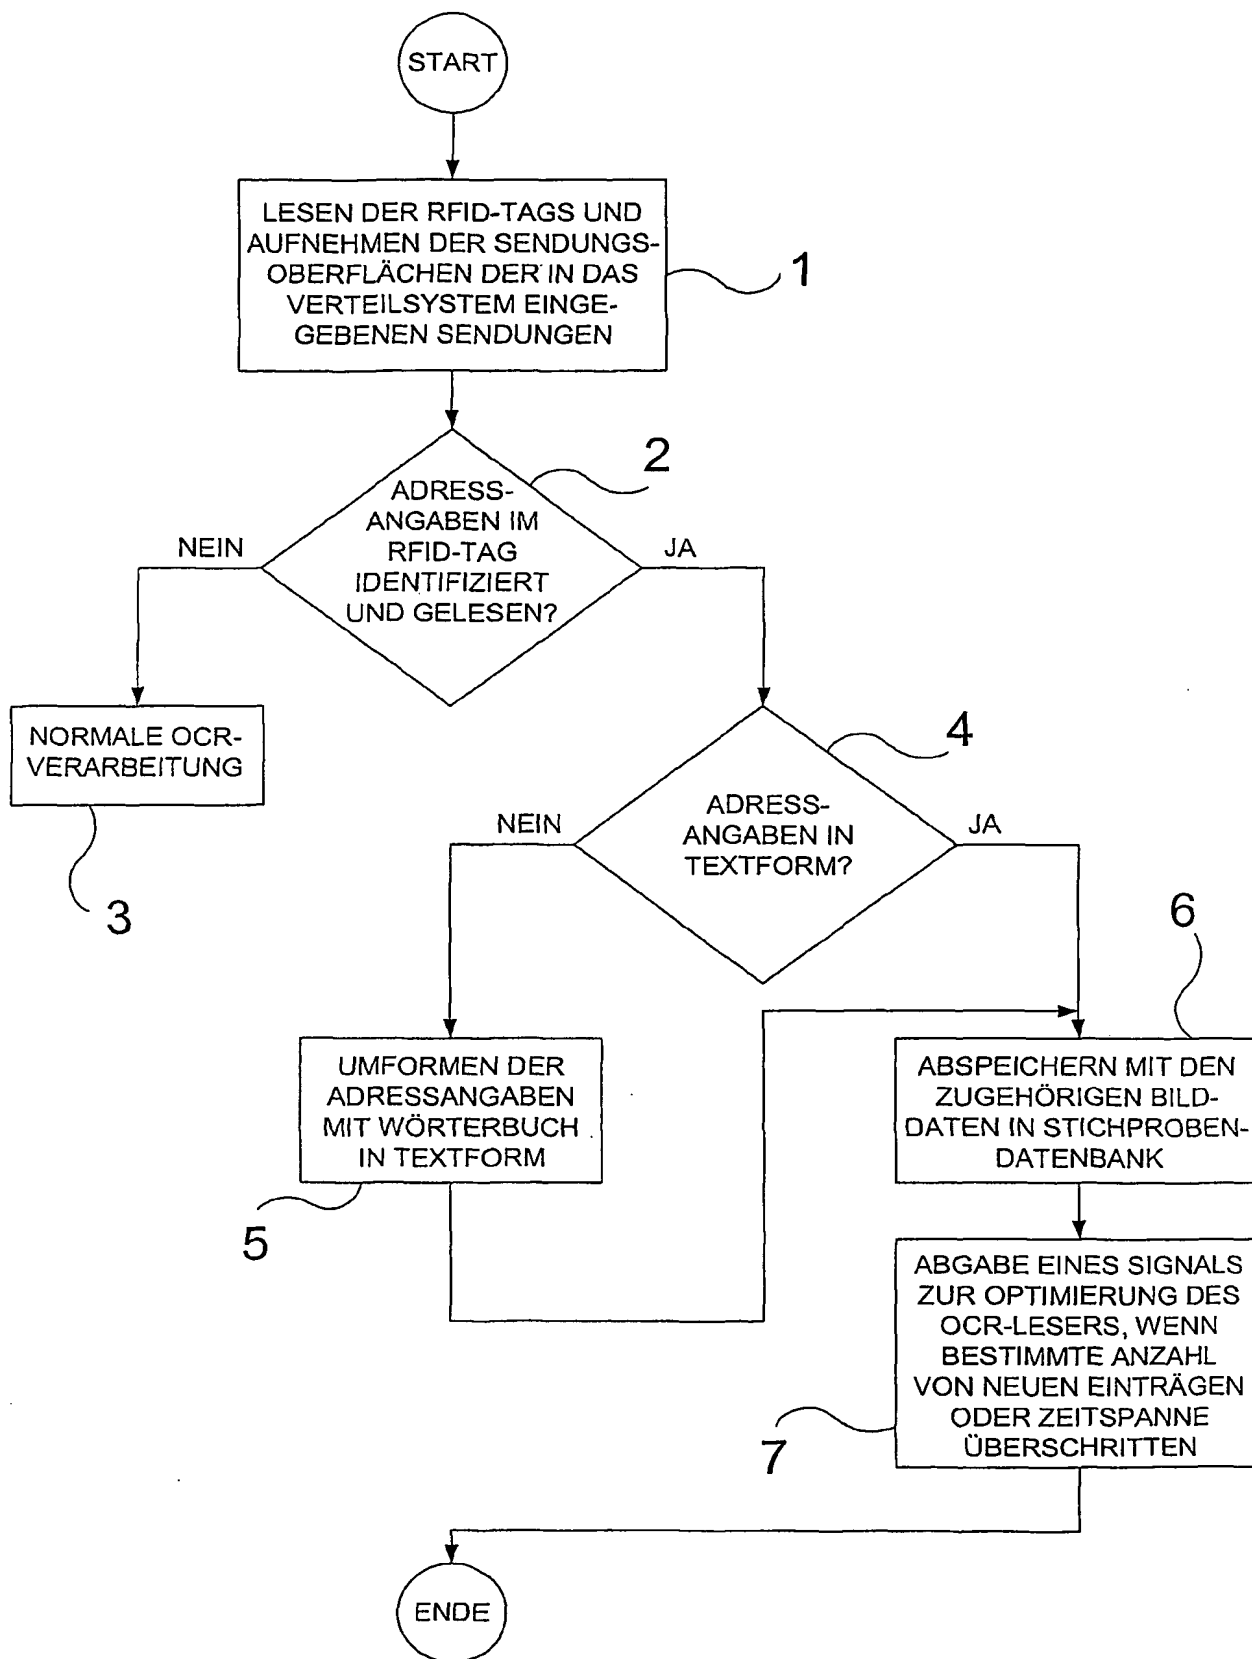 START
LESEN DER RFID-TAGS UND
AUFNEHMEN DER SENDUNGS-
OBERFLÄCHEN DER IN DAS
VERTEILSYSTEM EINGE-
GEBENEN SENDUNGEN
1
2
ADRESS-
ANGABEN IM
RFID-TAG
IDENTIFIZIERT
UND GELESEN?
NEIN
JA
NORMALE OCR-
VERARBEITUNG
3
4
ADRESS-
ANGABEN IN
TEXTFORM?
NEIN
JA
UMFORMEN DER
ADRESSANGABEN
MIT WÖRTERBUCH
IN TEXTFORM
5
6
ABSPEICHERN MIT DEN
ZUGEHÖRIGEN BILD-
DATEN IN STICHPROBEN-
DATENBANK
ABGABE EINES SIGNALS
ZUR OPTIMIERUNG DES
OCR-LESERS, WENN
BESTIMMTE ANZAHL
VON NEUEN EINTRÄGEN
ODER ZEITSPANNE
ÜBERSCHRITTEN
7
ENDE